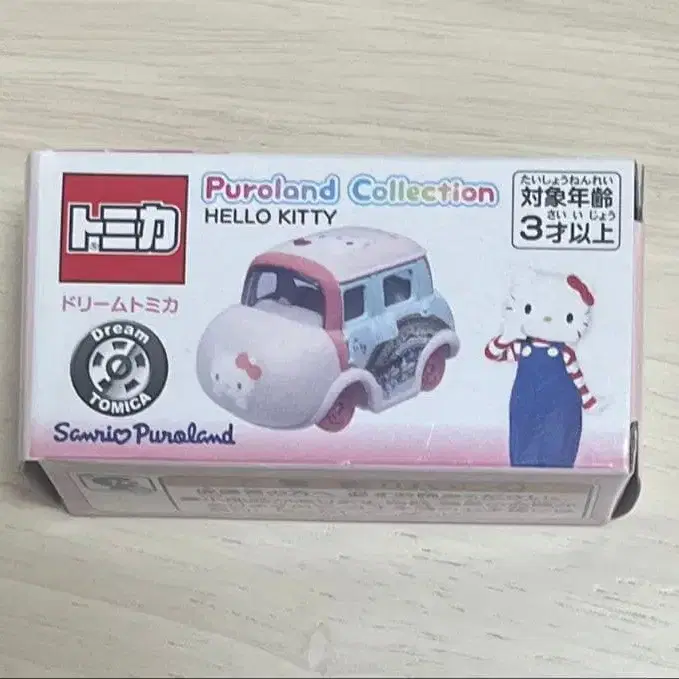 トミカ
®
ドリームトミカ
Dream
TOMICA
Sanrio Puroland
Puroland Collection
HELLO KITTY
たいしょうねんれい
対象年齢
さい い じょう
3才以上